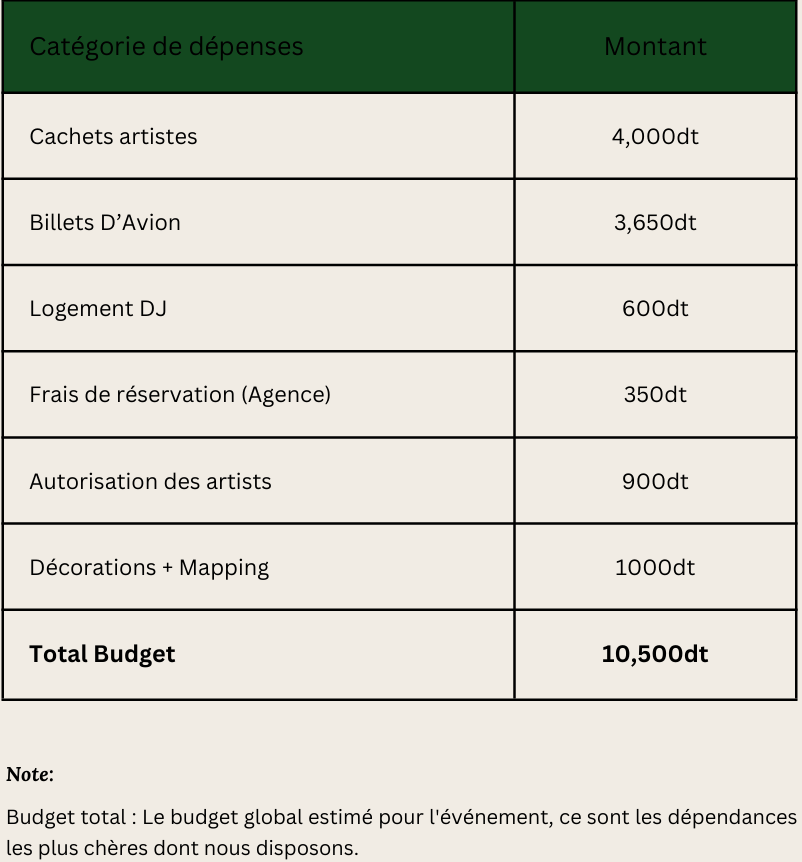 Catégorie de dépenses Montant
Cachets artistes 4,000dt
Billets D’Avion 3,650dt
Logement DJ 600dt
Frais de réservation (Agence) 350dt
Autorisation des artists 900dt
Décorations + Mapping 1000dt
Total Budget 10,500dt
Note:
Budget total : Le budget global estimé pour l'événement, ce sont les dépendances
les plus chères dont nous disposons.